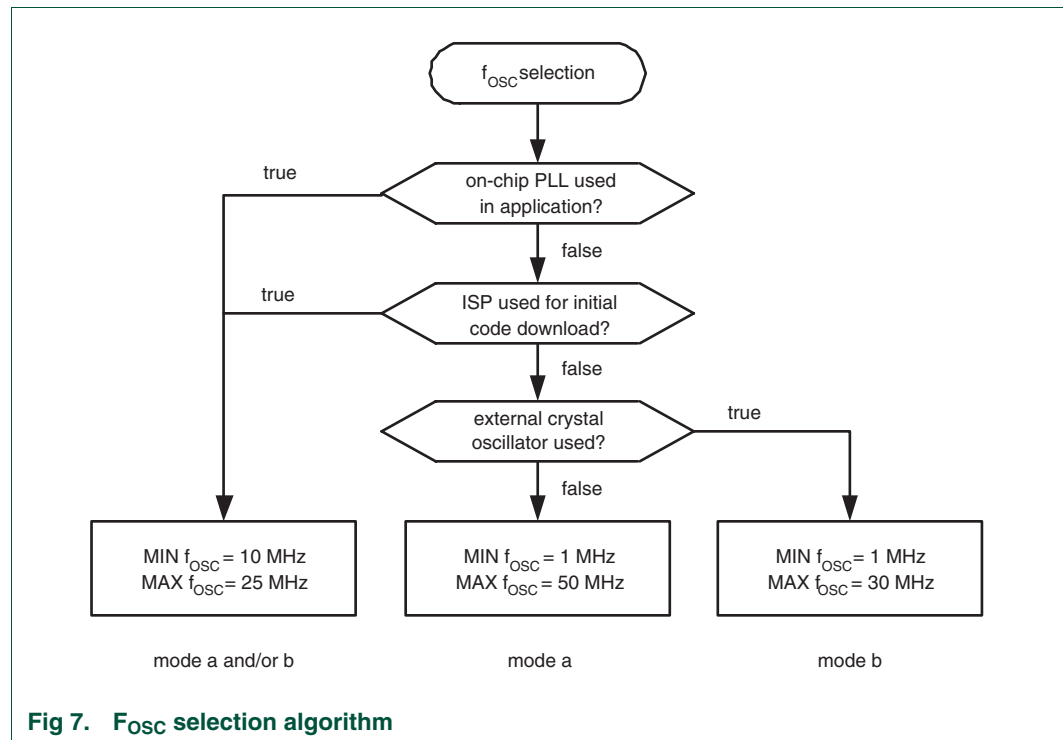 fOSC selection
true
on-chip PLL used
in application?
false
true
ISP used for initial
code download?
false
external crystal
oscillator used?
true
false
MIN fOSC = 10 MHz
MAX fOSC = 25 MHz
MIN fOSC = 1 MHz
MAX fOSC = 50 MHz
MIN fOSC = 1 MHz
MAX fOSC = 30 MHz
mode a and/or b
mode a
mode b
Fig 7. FOSC selection algorithm